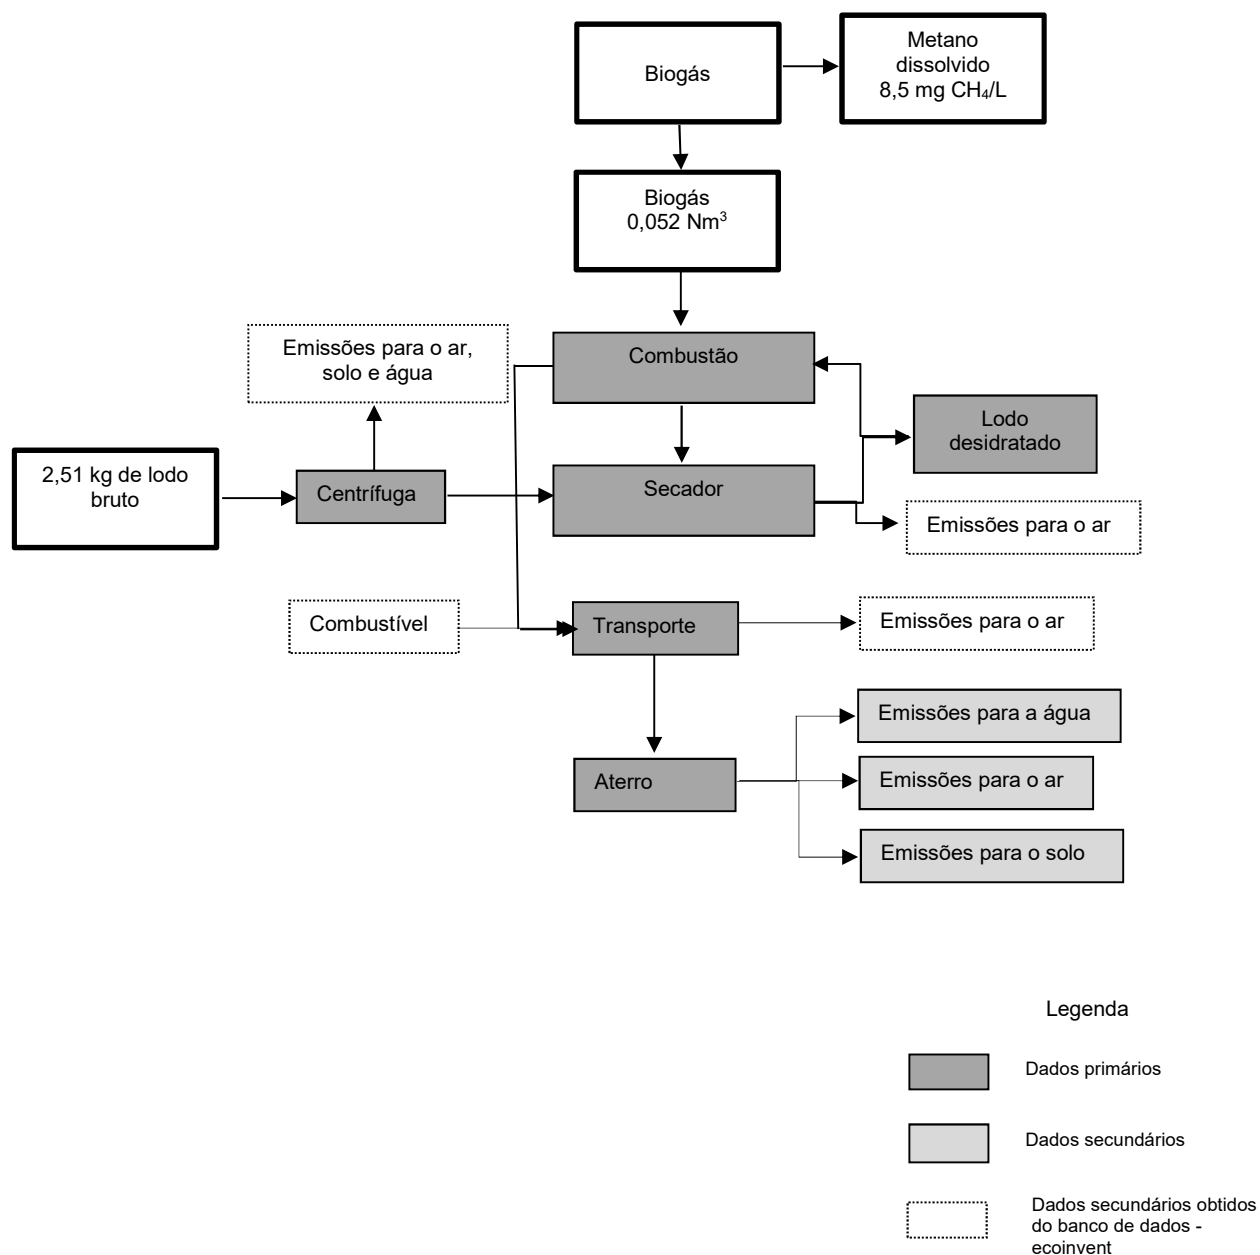 Biogás
Metano
dissolvido
8,5 mg CH₄/L
Biogás
0,052 Nm³
Emissões para o ar,
solo e água
Combustão
Lodo
desidratado
2,51 kg de lodo
bruto
Centrífuga
Secador
Emissões para o ar
Combustível
Transporte
Emissões para o ar
Emissões para a água
Aterro
Emissões para o ar
Emissões para o solo
Legenda
Dados primários
Dados secundários
Dados secundários obtidos
do banco de dados -
ecoinvent